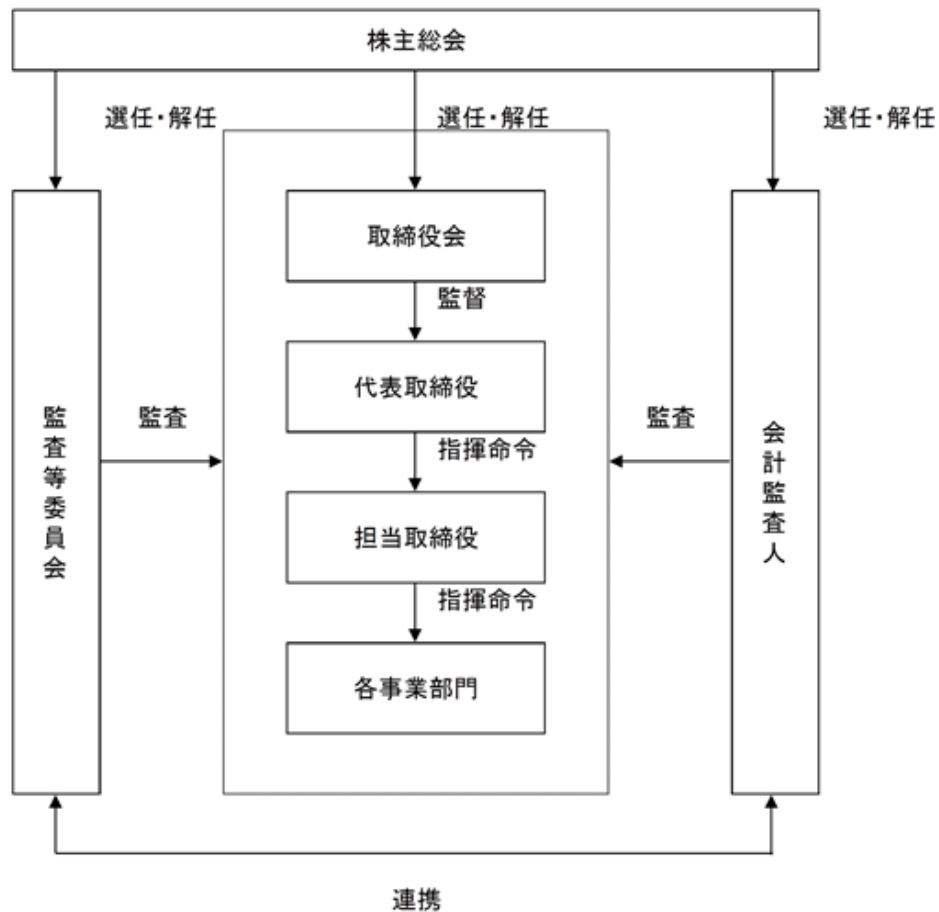 株主総会
選任・解任
選任・解任
選任・解任
取締役会
監督
代表取締役
監査
監査
指揮命令
監査等委員会
会計監査人
担当取締役
指揮命令
各事業部門
連携